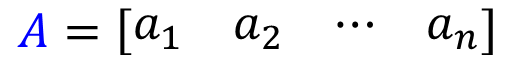 A = [a₁ a₂ ⋯ aₙ]